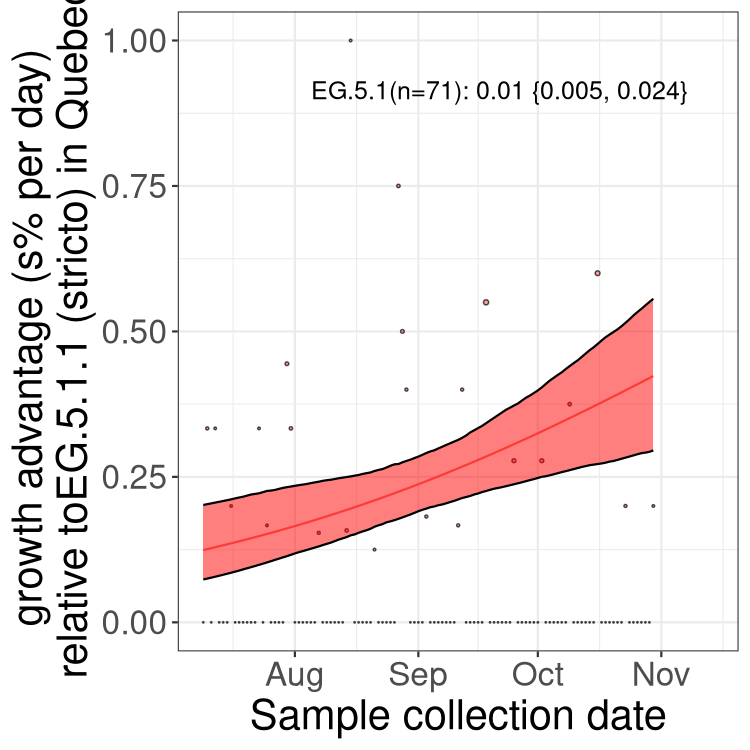 growth advantage (s% per day)
relative toEG.5.1.1 (stricto) in Quebec
1.00
0.75
0.50
0.25
0.00
EG.5.1(n=71): 0.01 {0.005, 0.024}
Aug Sep Oct Nov
Sample collection date